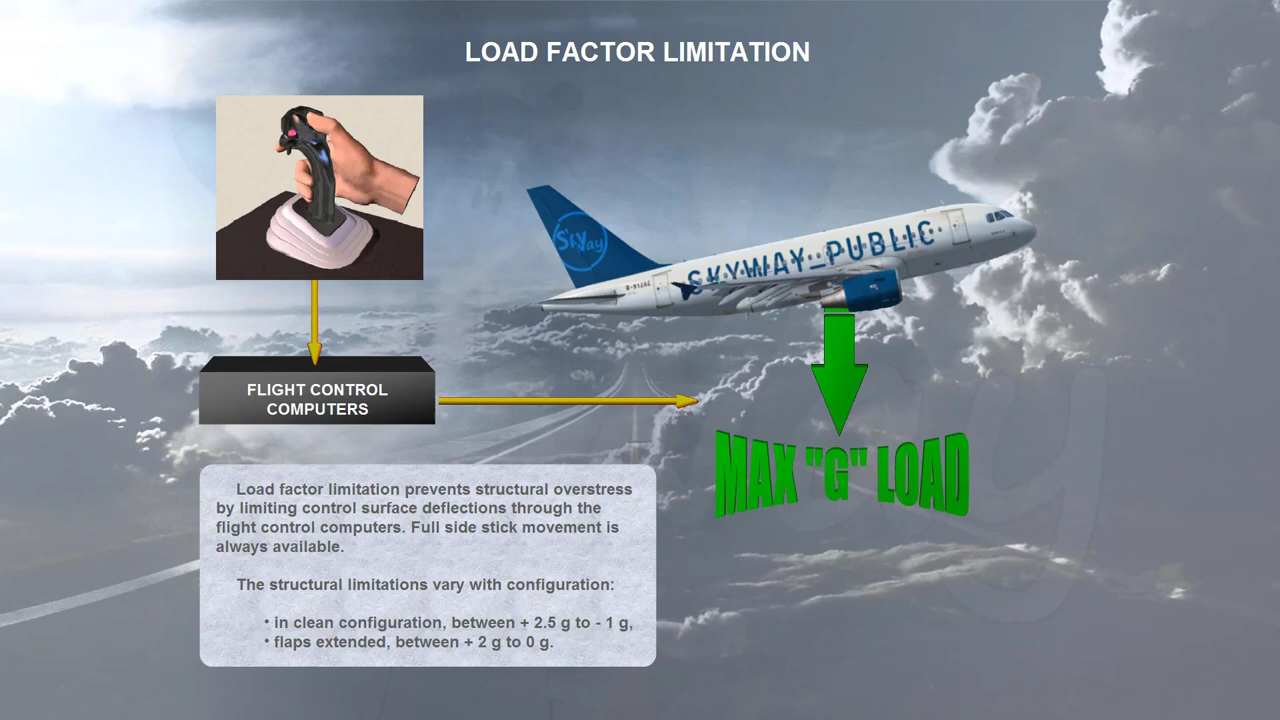 LOAD FACTOR LIMITATION
SkyWay
SKYWAY_PUBLIC
FLIGHT CONTROL
COMPUTERS
MAX "G" LOAD
Load factor limitation prevents structural overstress
by limiting control surface deflections through the
flight control computers. Full side stick movement is
always available.
The structural limitations vary with configuration:
• in clean configuration, between + 2.5 g to - 1 g,
• flaps extended, between + 2 g to 0 g.